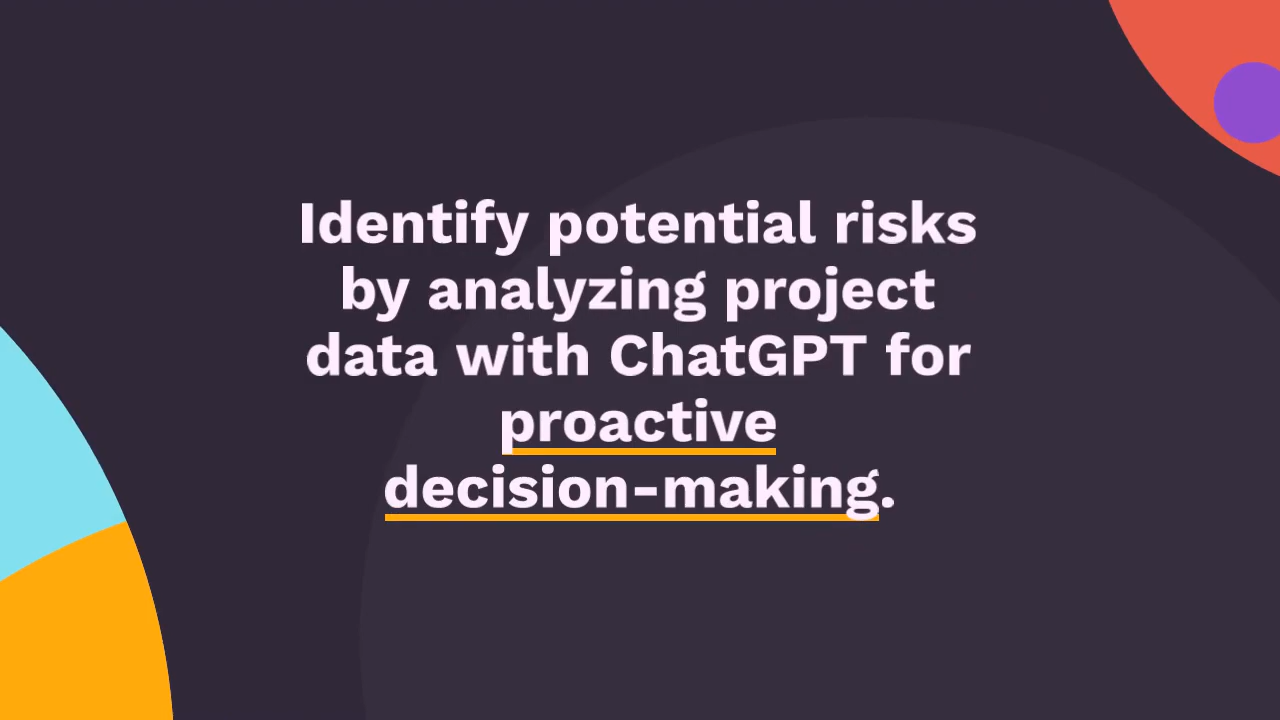 Identify potential risks
by analyzing project
data with ChatGPT for
proactive
decision-making.